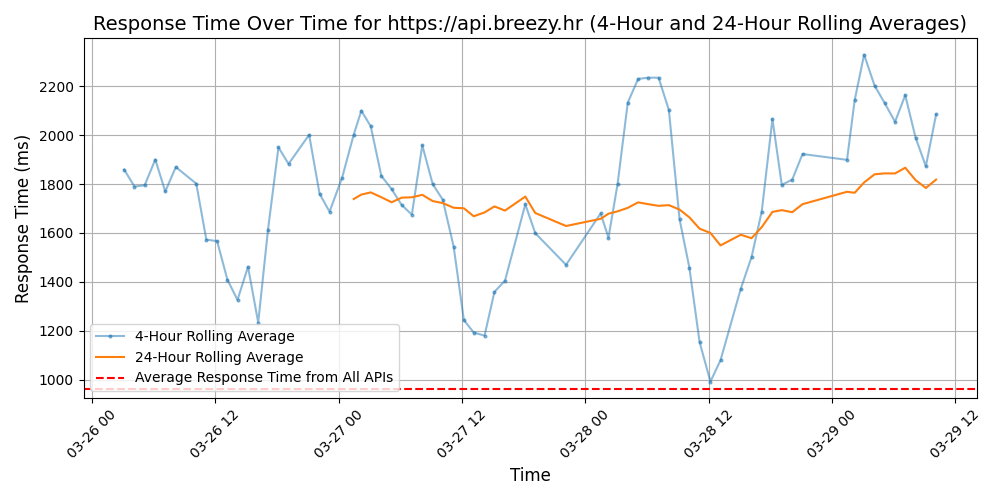 Response Time Over Time for https://api.breezy.hr (4-Hour and 24-Hour Rolling Averages)
Response Time (ms)
2200
2000
1800
1600
1400
1200
1000
4-Hour Rolling Average
24-Hour Rolling Average
Average Response Time from All APIs
03-26 00
03-26 12
03-27 00
03-27 12
03-28 00
03-28 12
03-29 00
03-29 12
Time